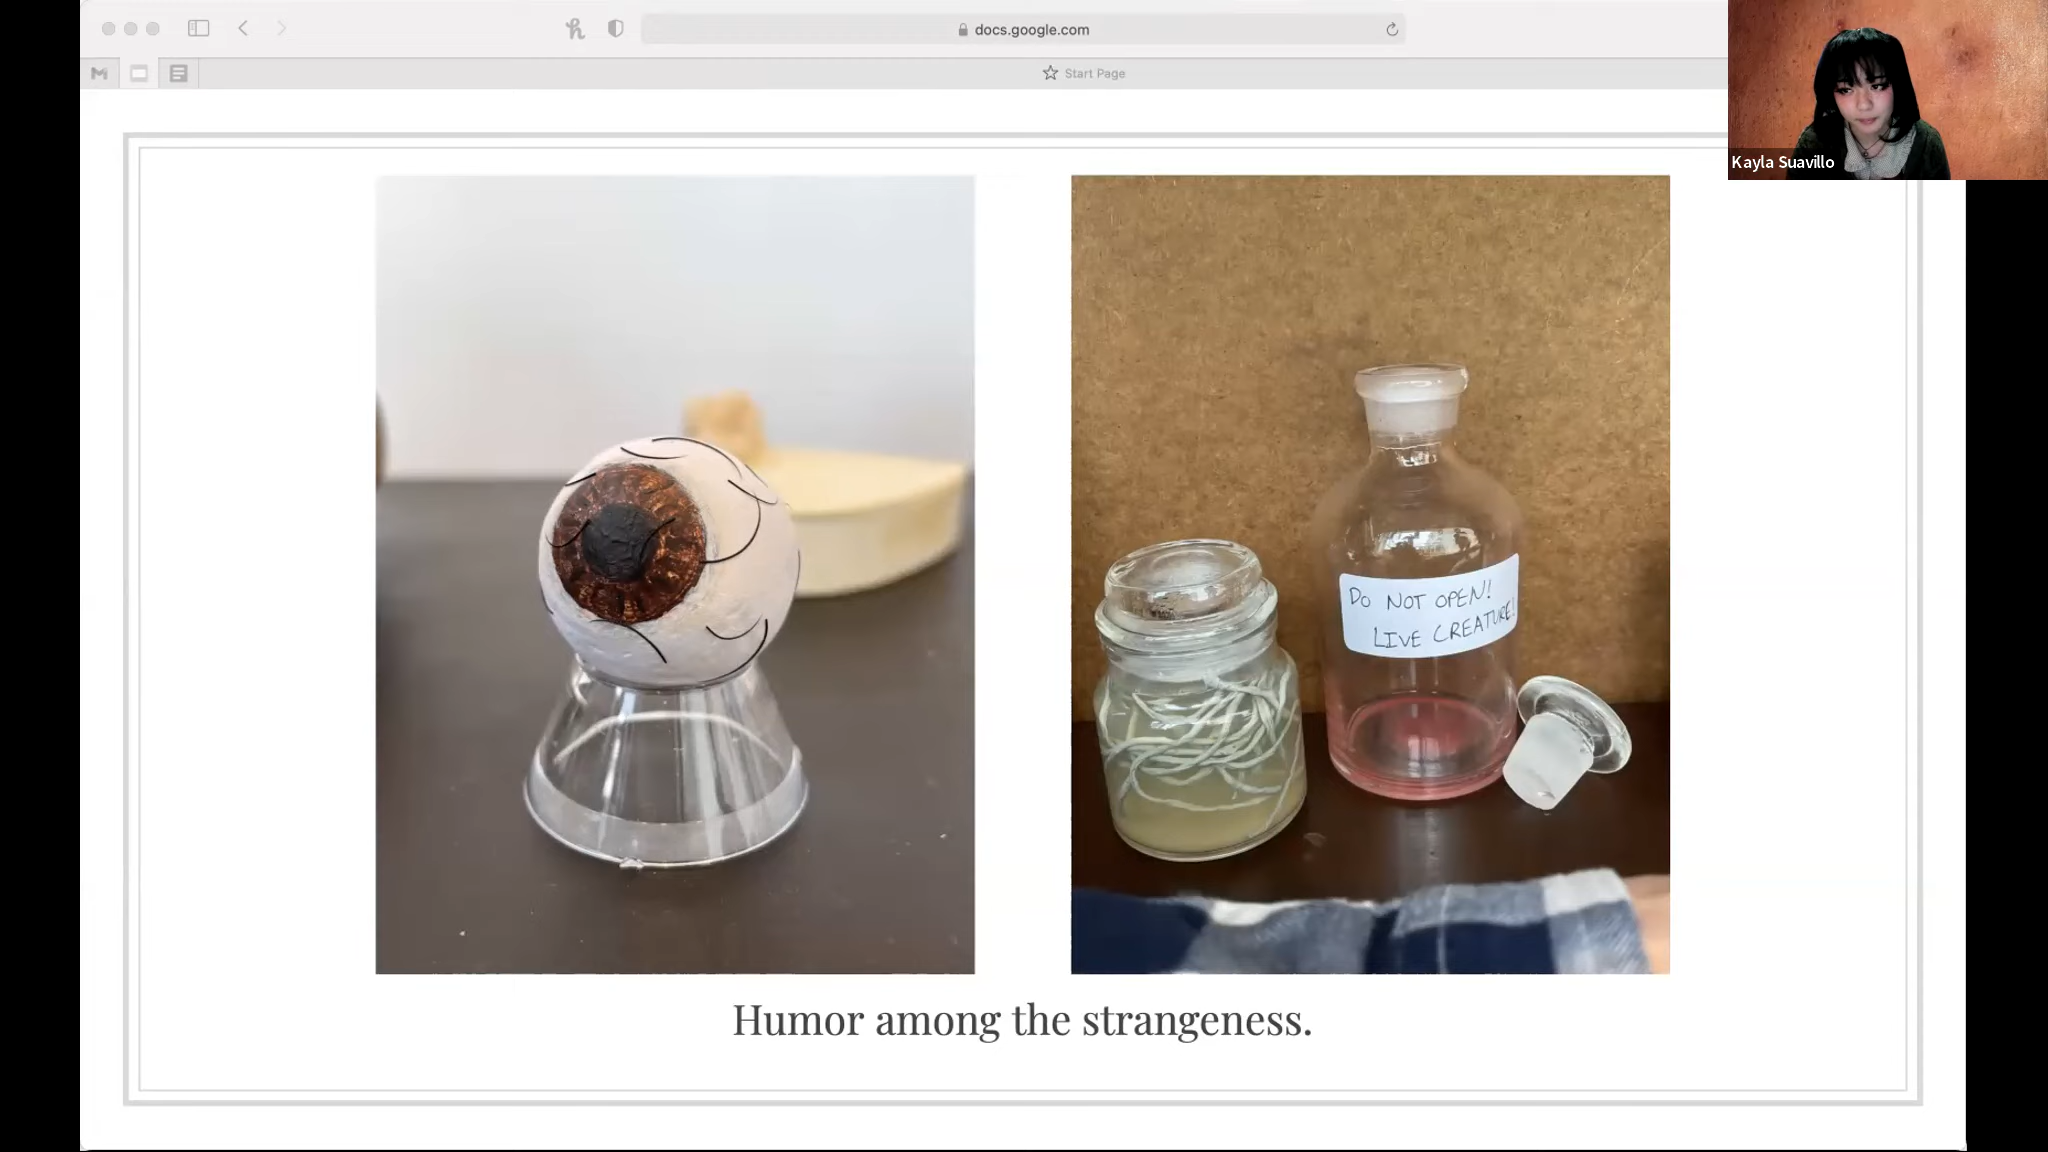 docs.google.com
Start Page
Kayla Suavillo
DO NOT OPEN!
LIVE CREATURE!
Humor among the strangeness.